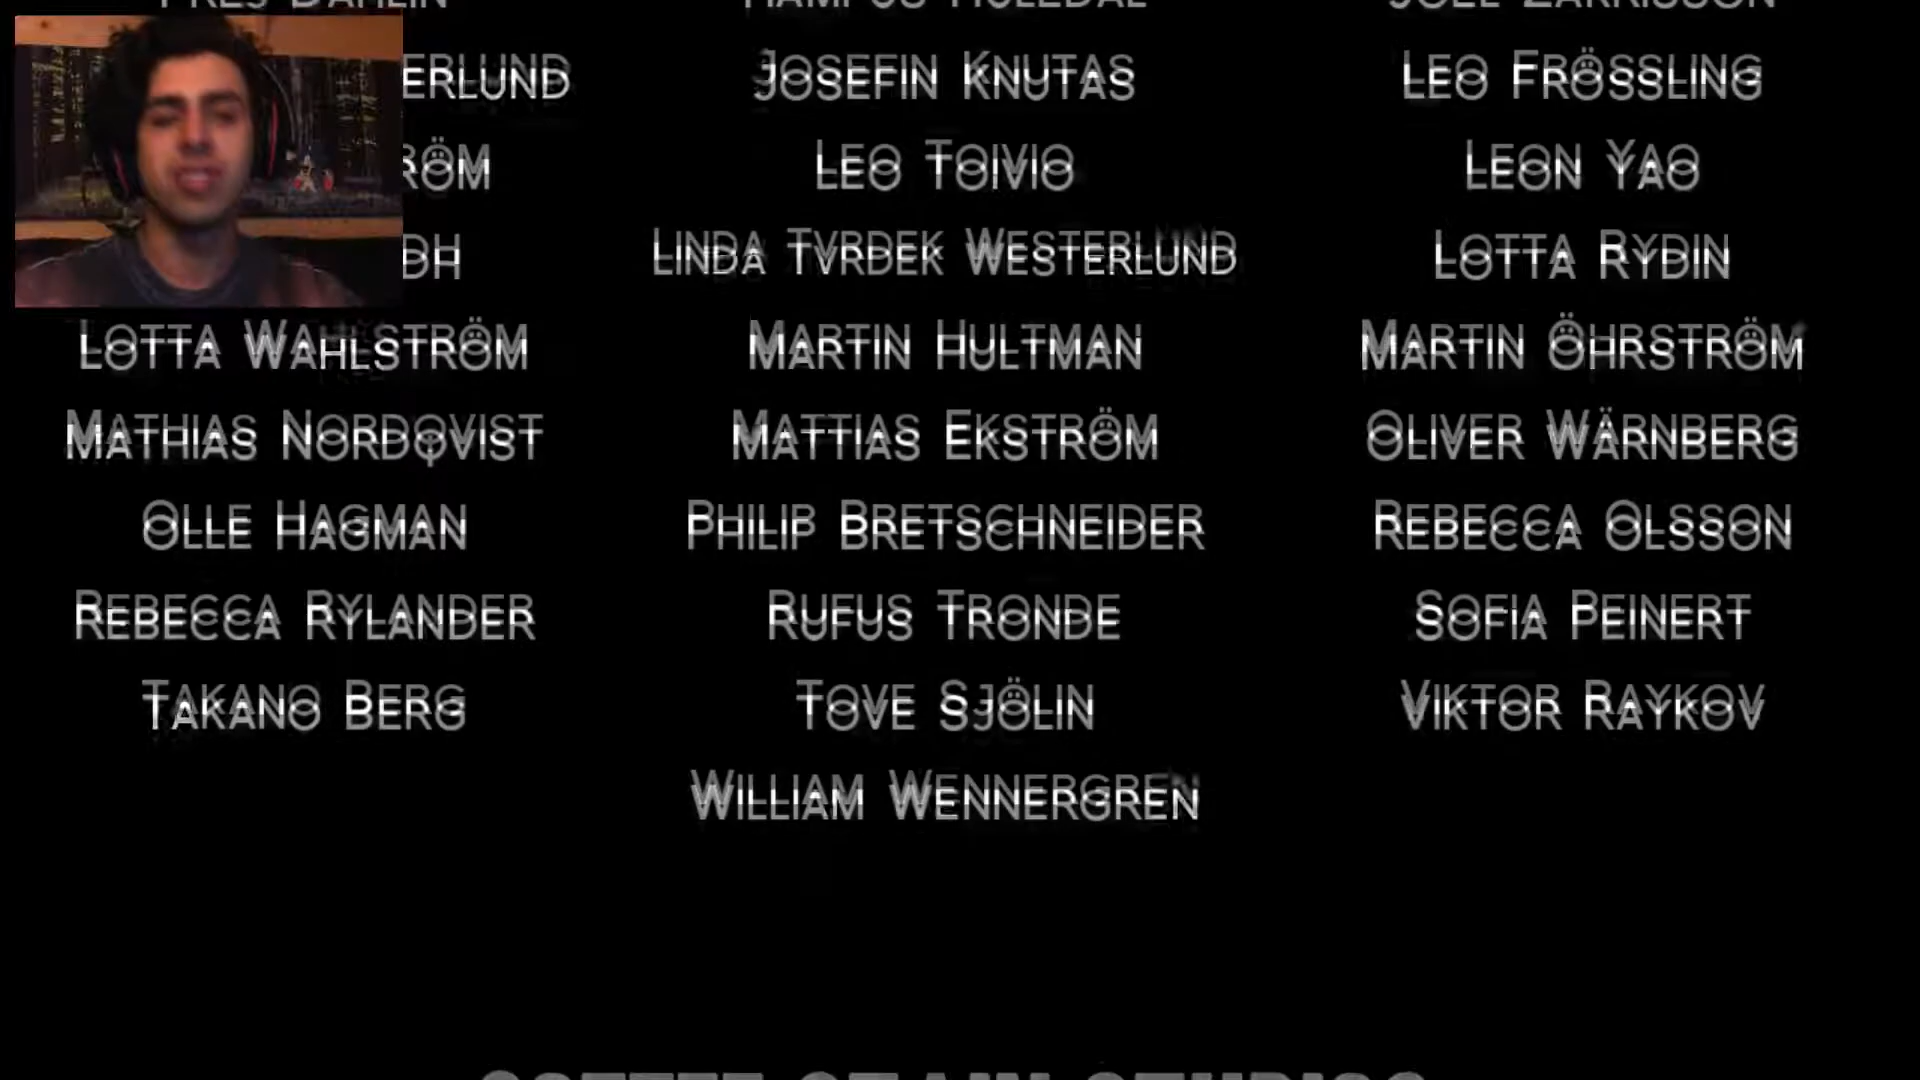 JOSEFIN KNUTAS LEO FRÖSSLING
LEO TOIVIO LEON YAO
LINDA TVRDEK WESTERLUND LOTTA RYDIN
LOTTA WAHLSTRÖM MARTIN HULTMAN MARTIN ÖHRSTRÖM
MATHIAS NORDQVIST MATTIAS EKSTRÖM OLIVER WÄRNBERG
OLLE HAGMAN PHILIP BRETSCHNEIDER REBECCA OLSSON
REBECCA RYLANDER RUFUS TRONDE SOFIA PEINERT
TAKANO BERG TOVE SJÖLIN VIKTOR RAYKOV
WILLIAM WENNERGREN